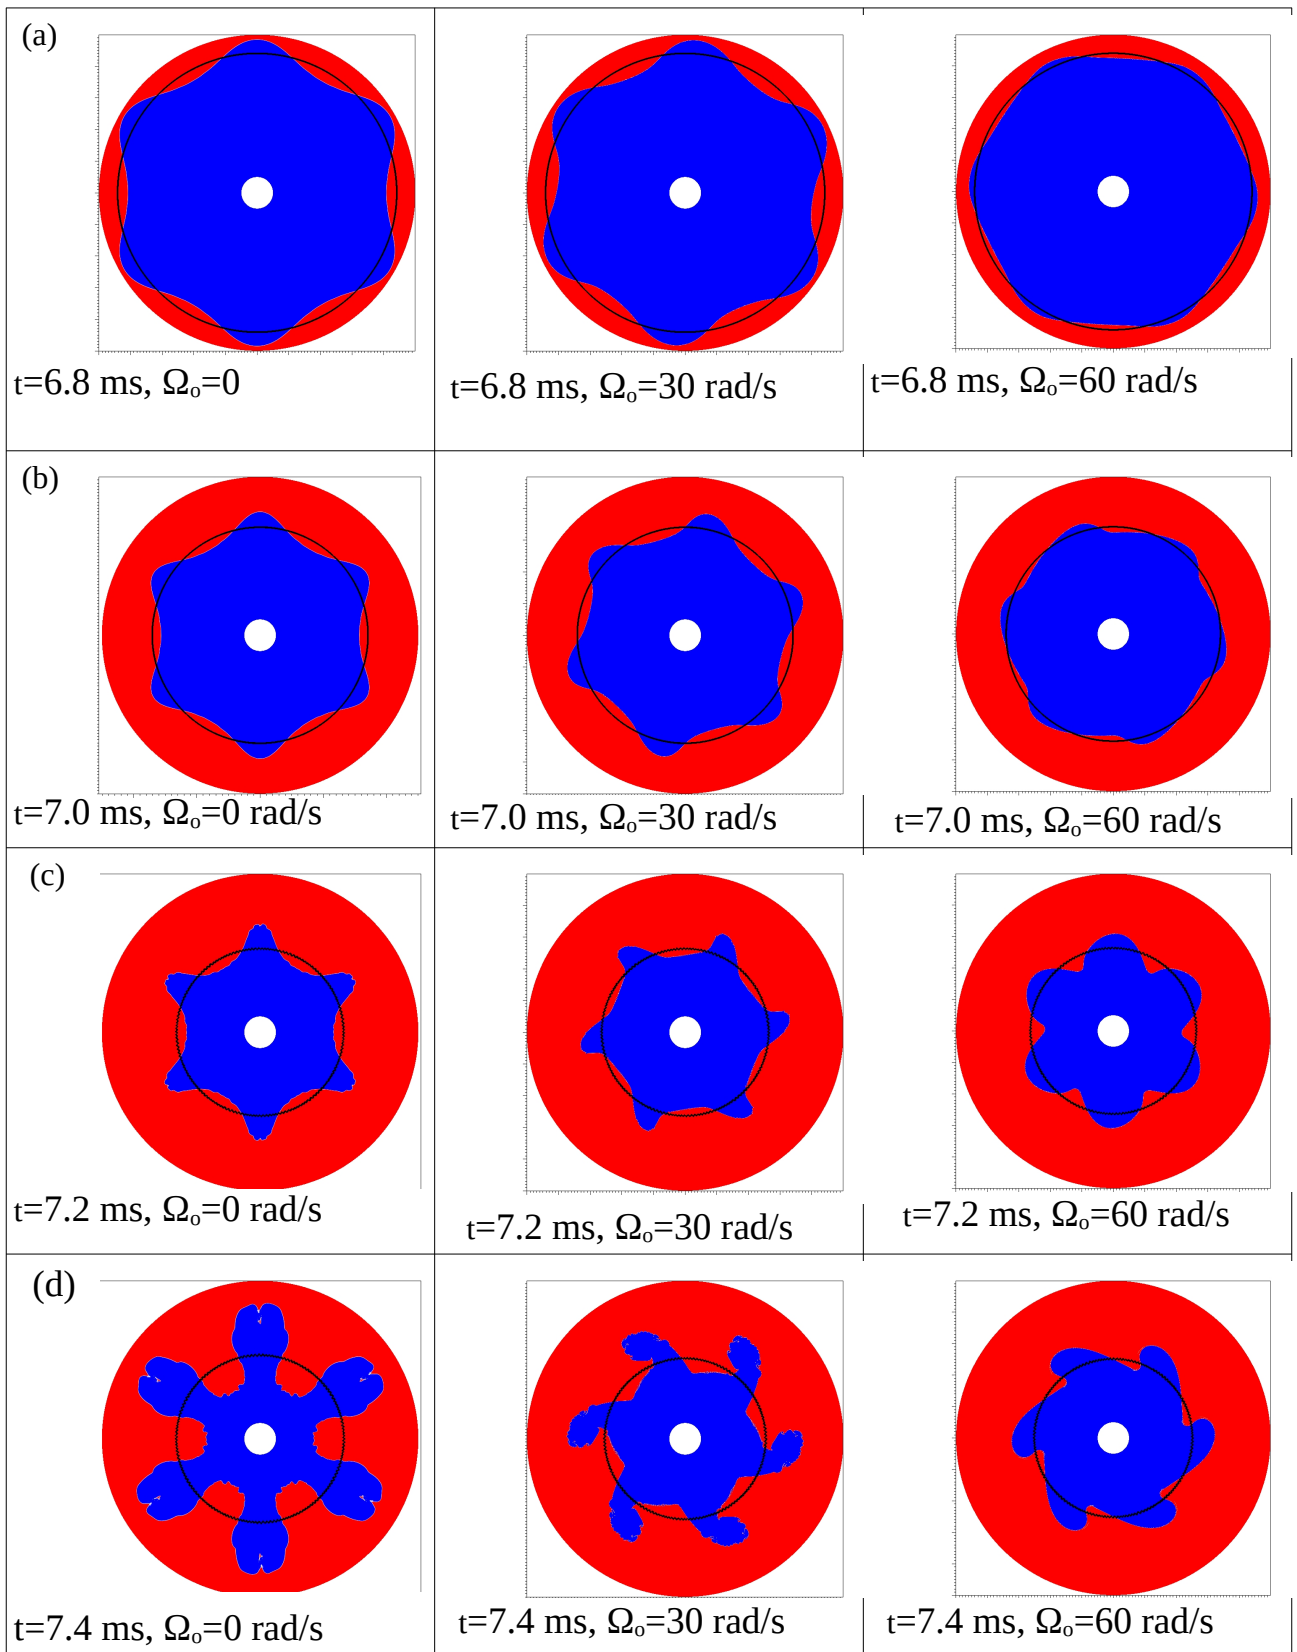 (a)
t=6.8 ms, Ωₒ=0
t=6.8 ms, Ωₒ=30 rad/s
t=6.8 ms, Ωₒ=60 rad/s
(b)
t=7.0 ms, Ωₒ=0 rad/s
t=7.0 ms, Ωₒ=30 rad/s
t=7.0 ms, Ωₒ=60 rad/s
(c)
t=7.2 ms, Ωₒ=0 rad/s
t=7.2 ms, Ωₒ=30 rad/s
t=7.2 ms, Ωₒ=60 rad/s
(d)
t=7.4 ms, Ωₒ=0 rad/s
t=7.4 ms, Ωₒ=30 rad/s
t=7.4 ms, Ωₒ=60 rad/s